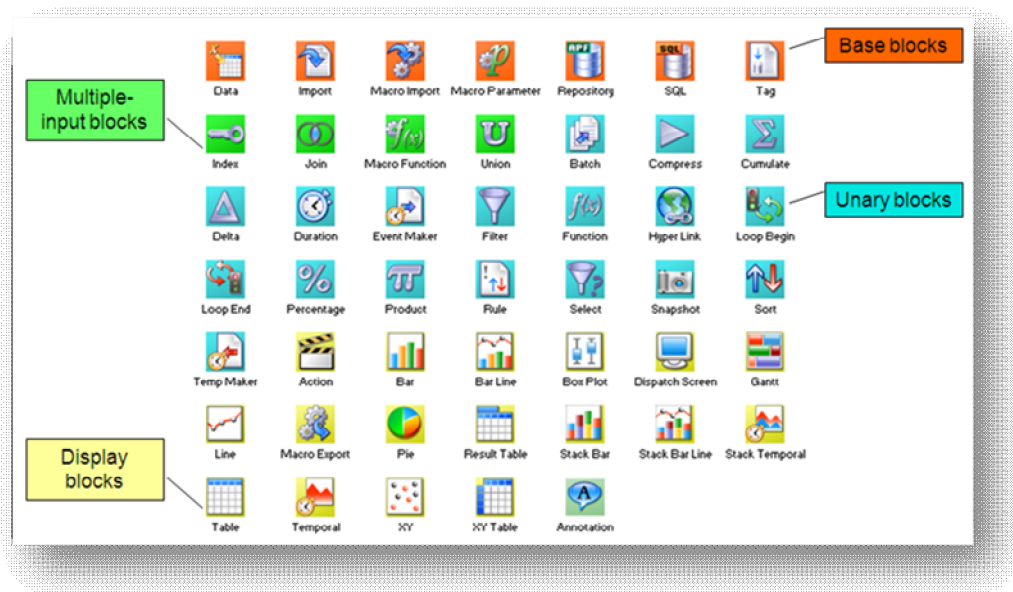 Base blocks
Data Import Macro Import Macro Parameter Repository SQL Tag
Multiple-
input blocks
Index Join Macro Function Union Batch Compress Cumulate
Unary blocks
Delta Duration Event Maker Filter Function Hyper Link Loop Begin
Loop End Percentage Product Rule Select Snapshot Sort
Temp Maker Action Bar Bar Line Box Plot Dispatch Screen Gantt
Line Macro Export Pie Result Table Stack Bar Stack Bar Line Stack Temporal
Display
blocks
Table Temporal XY XY Table Annotation
X
P
APF
SQL
f(x)
U
Σ
Δ
f(x)
%
π
!
?
A